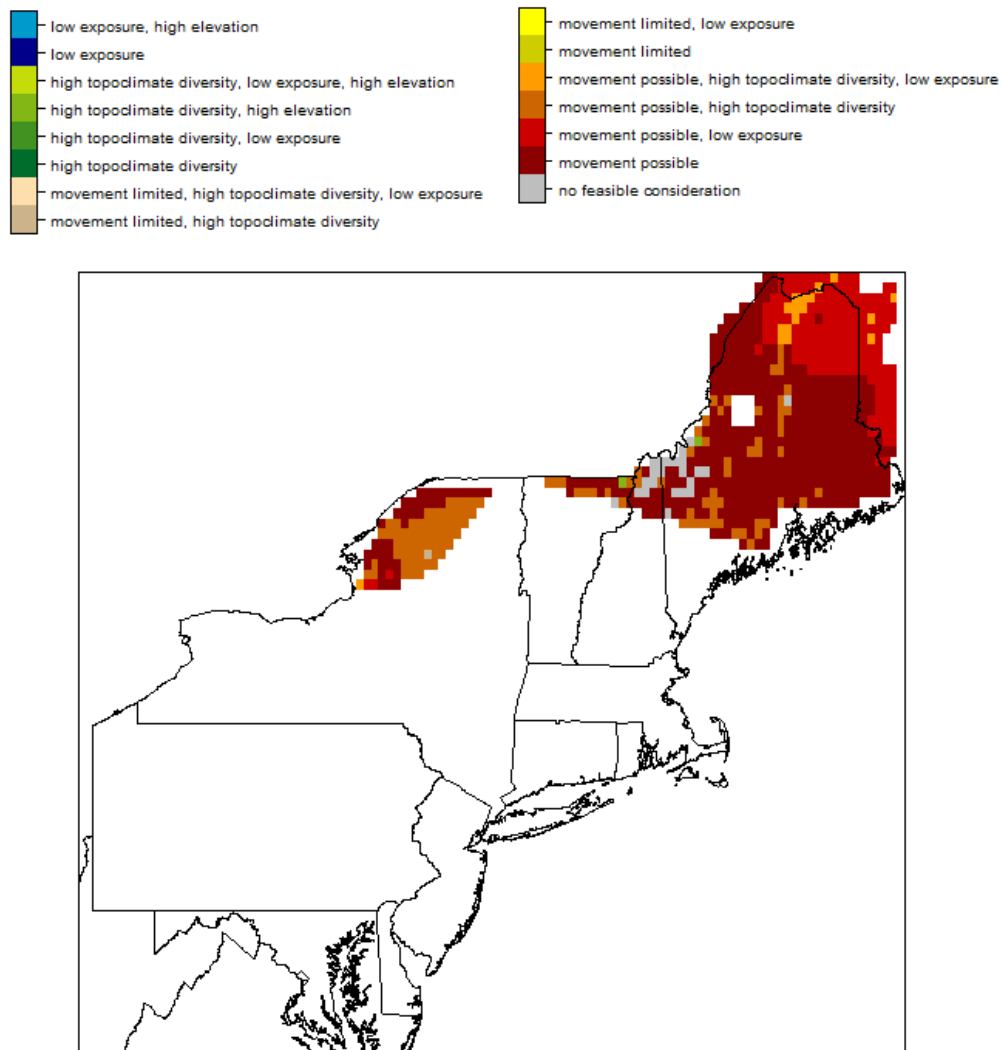 low exposure, high elevation
low exposure
high topoclimate diversity, low exposure, high elevation
high topoclimate diversity, high elevation
high topoclimate diversity, low exposure
high topoclimate diversity
movement limited, high topoclimate diversity, low exposure
movement limited, high topoclimate diversity
movement limited, low exposure
movement limited
movement possible, high topoclimate diversity, low exposure
movement possible, high topoclimate diversity
movement possible, low exposure
movement possible
no feasible consideration